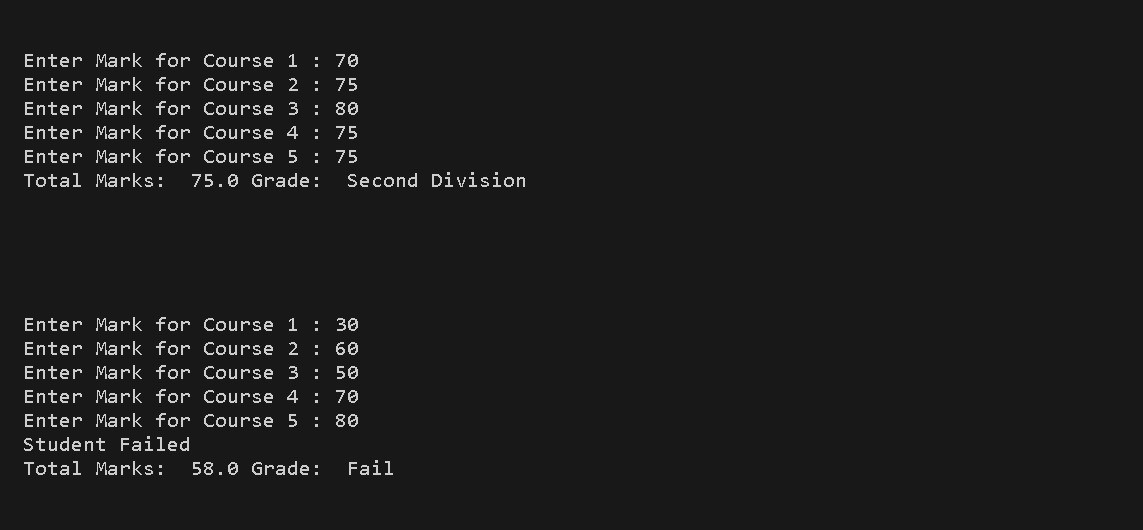 Enter Mark for Course 1 : 70
Enter Mark for Course 2 : 75
Enter Mark for Course 3 : 80
Enter Mark for Course 4 : 75
Enter Mark for Course 5 : 75
Total Marks:  75.0 Grade:  Second Division
Enter Mark for Course 1 : 30
Enter Mark for Course 2 : 60
Enter Mark for Course 3 : 50
Enter Mark for Course 4 : 70
Enter Mark for Course 5 : 80
Student Failed
Total Marks:  58.0 Grade:  Fail